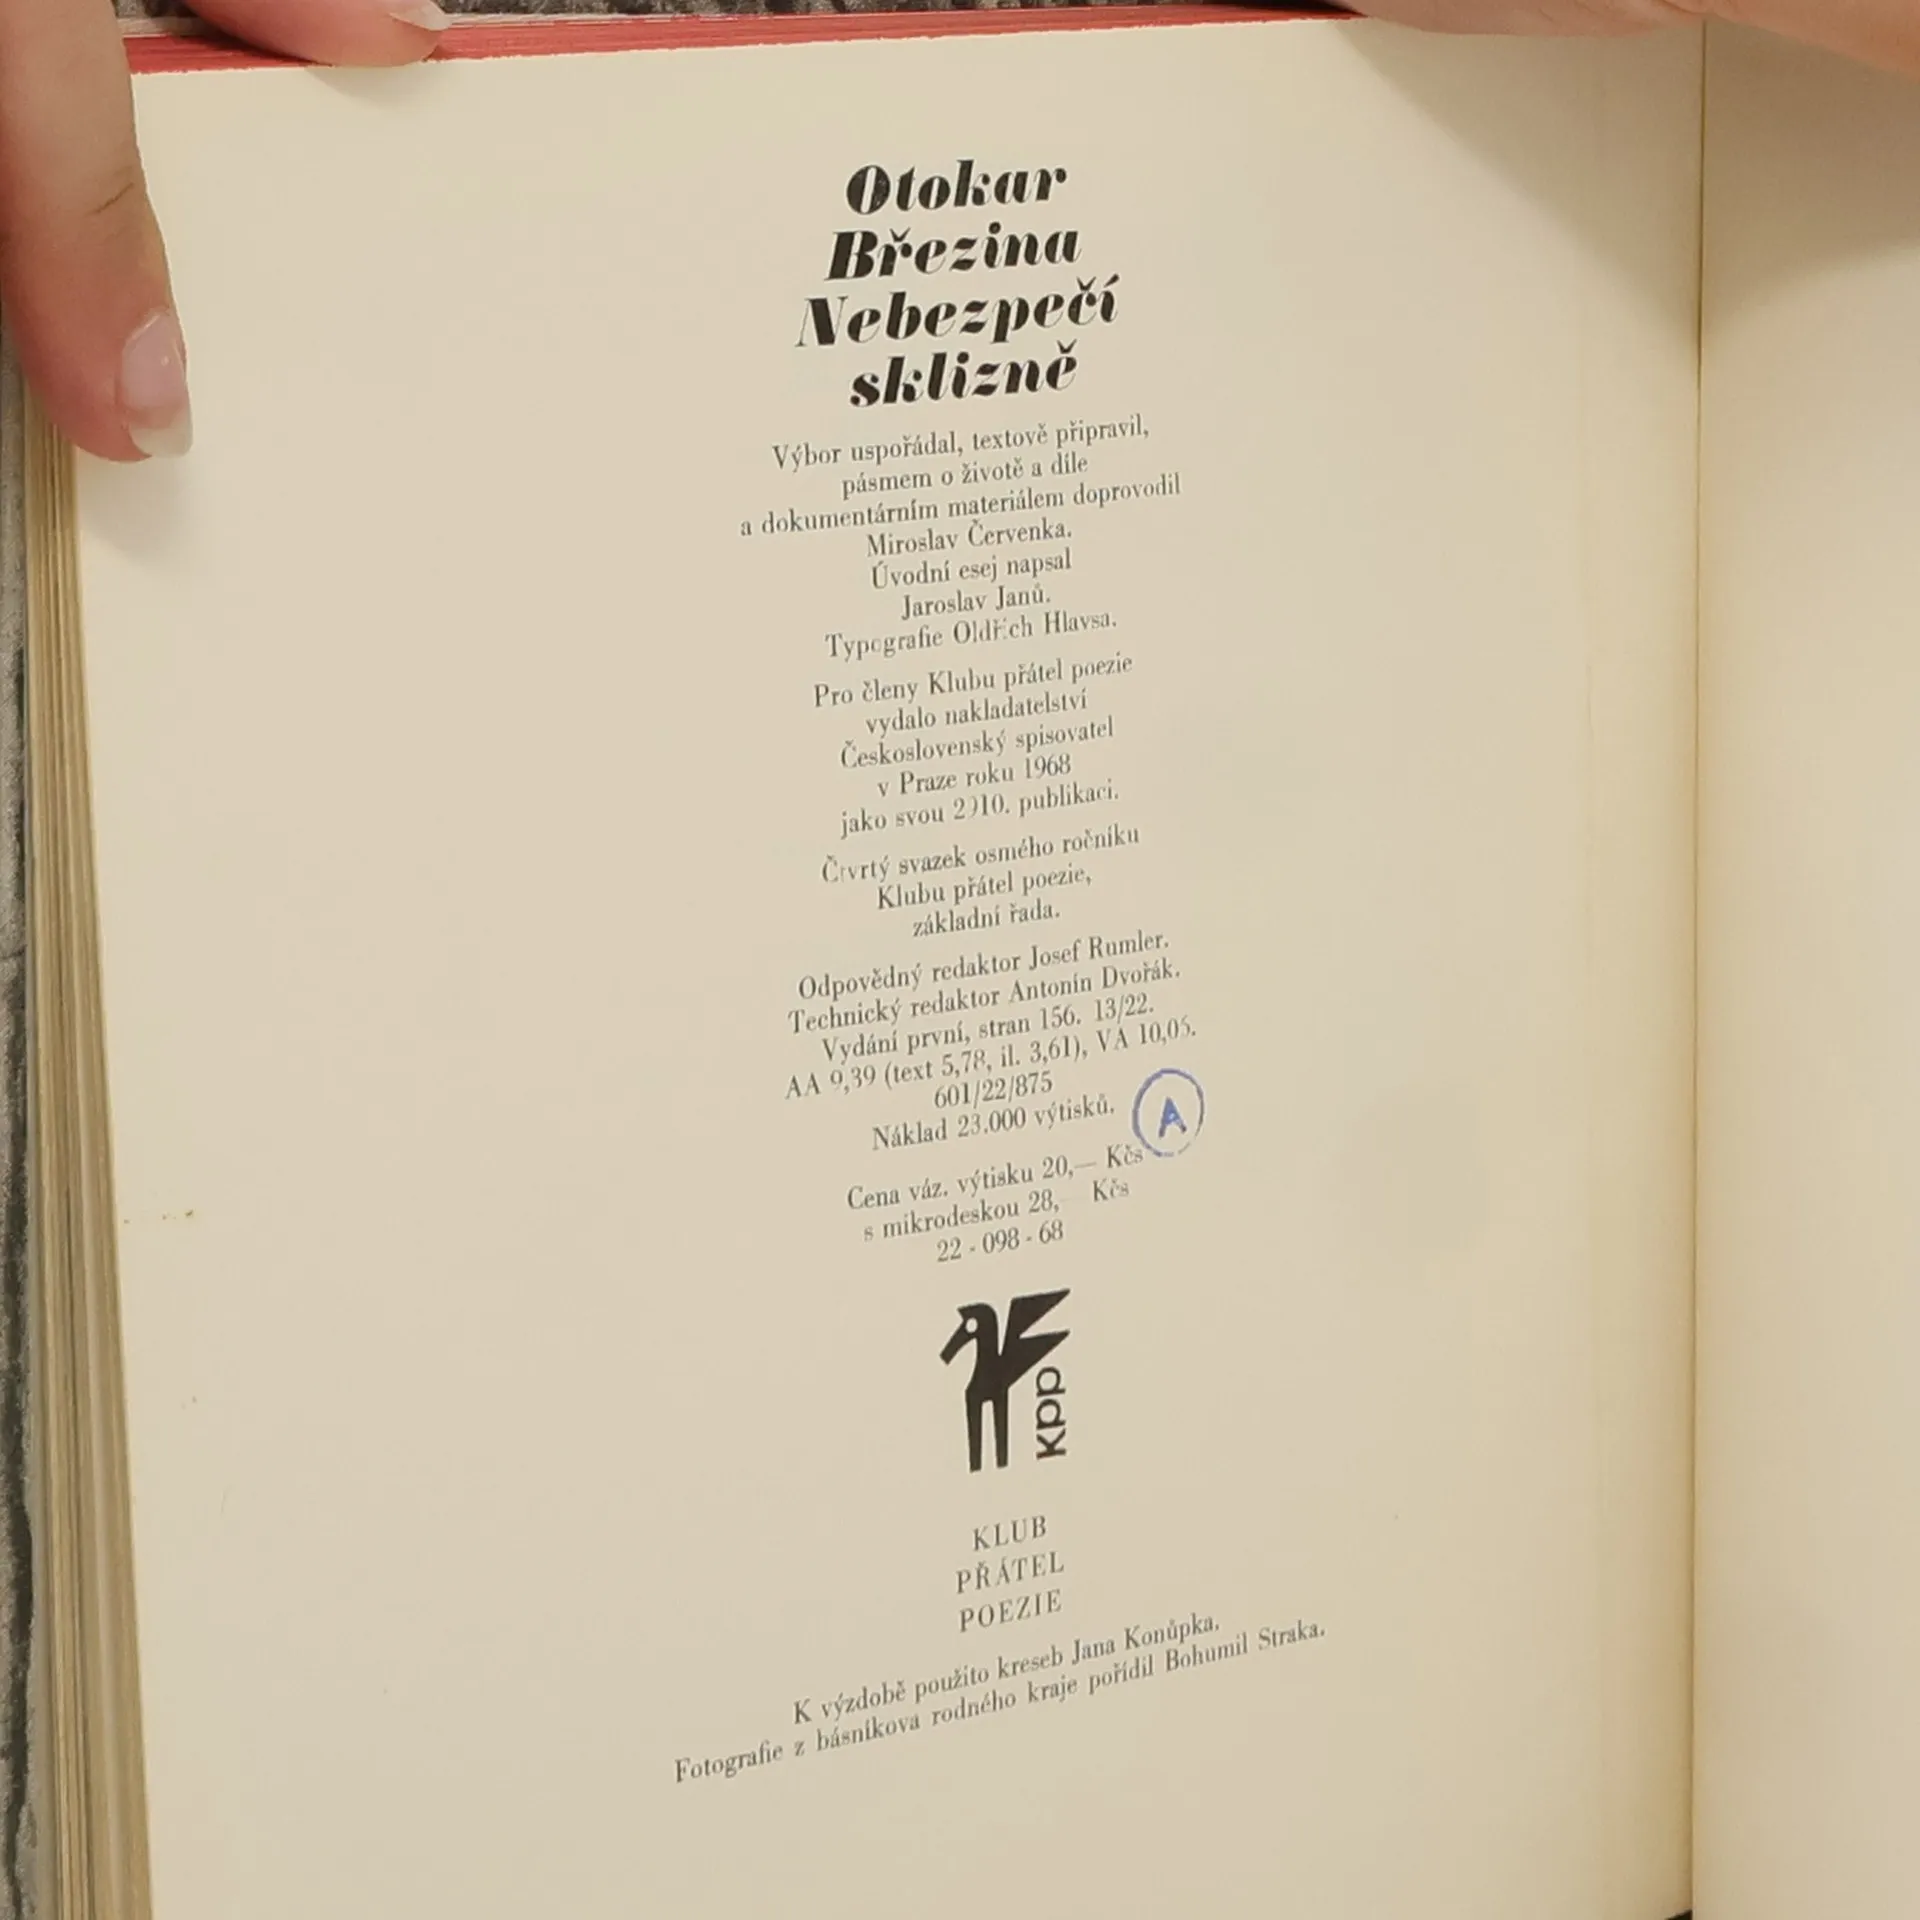 Otokar
Březina
Nebezpečí
sklizně
Výbor uspořádal, textově připravil,
pásmem o životě a díle
a dokumentárním materiálem doprovodil
Miroslav Červenka.
Úvodní esej napsal
Jaroslav Janů.
Typografie Oldřich Hlavsa.
Pro členy Klubu přátel poezie
vydalo nakladatelství
Československý spisovatel
v Praze roku 1968
jako svou 2010. publikaci.
Čtvrtý svazek osmého ročníku
Klubu přátel poezie,
základní řada.
Odpovědný redaktor Josef Rumler.
Technický redaktor Antonín Dvořák.
Vydání první, stran 156. 13/22.
AA 9,39 (text 5,78, il. 3,61), VA 10,05.
601/22/875
Náklad 23.000 výtisků.
A
Cena váz. výtisku 20,— Kčs
s mikrodeskou 28,— Kčs
22 - 098 - 68
kpp
KLUB
PŘÁTEL
POEZIE
K výzdobě použito kreseb Jana Konůpka.
Fotografie z básníkova rodného kraje pořídil Bohumil Straka.